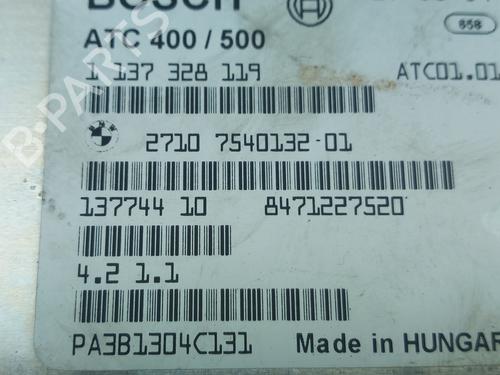 BOSCH
ATC 400 / 500
858
1 137 328 119
ATC01.01
2710 7540132-01
137744 10
8471227520
4.2 1.1
PA3B1304C131
Made in HUNGAR
B-PARTS